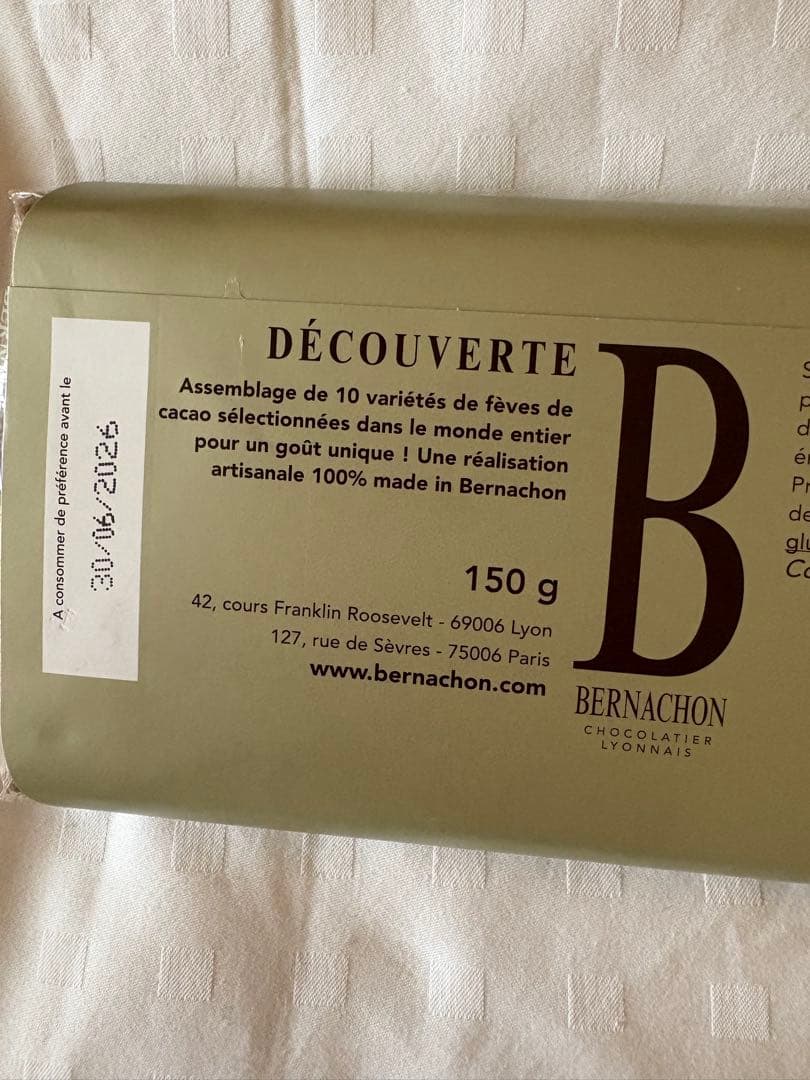 A consommer de préférence avant le
30/06/2026
DÉCOUVERTE
Assemblage de 10 variétés de fèves de
cacao sélectionnées dans le monde entier
pour un goût unique ! Une réalisation
artisanale 100% made in Bernachon
150 g
42, cours Franklin Roosevelt - 69006 Lyon
127, rue de Sèvres - 75006 Paris
www.bernachon.com
B
BERNACHON
CHOCOLATIER
LYONNAIS